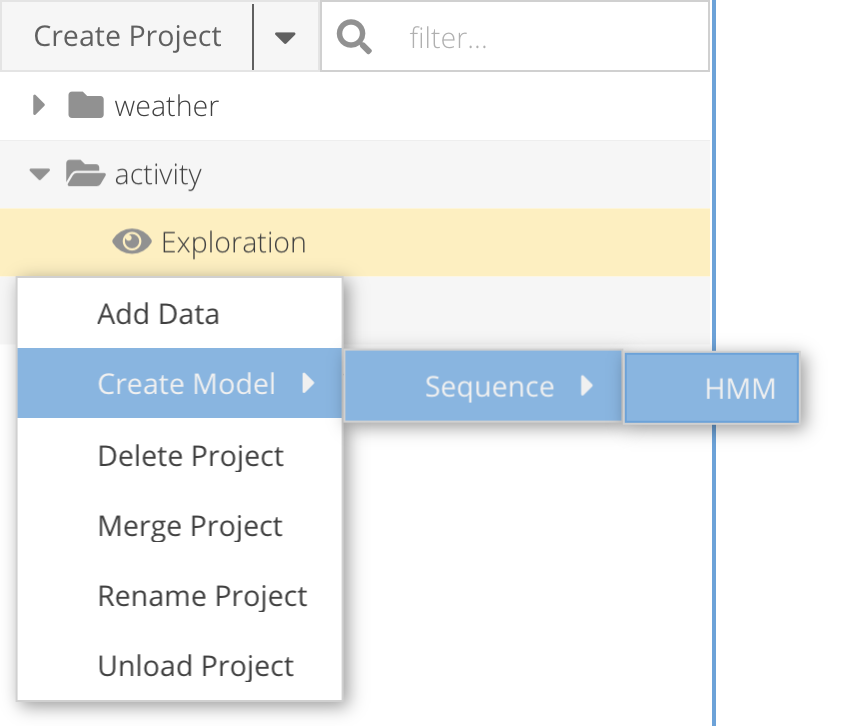 Create Project
filter...
weather
activity
Exploration
Add Data
Create Model
Sequence
HMM
Delete Project
Merge Project
Rename Project
Unload Project